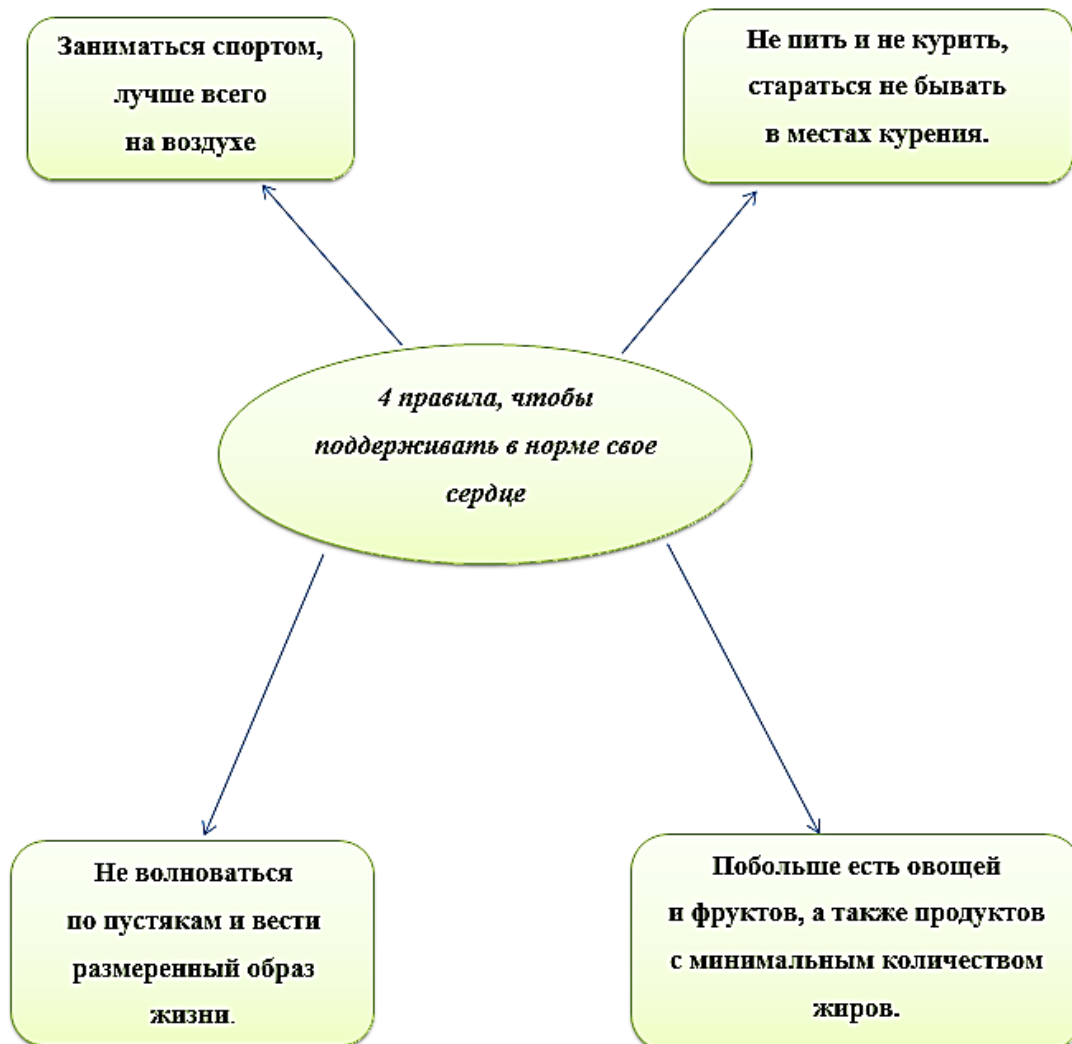 Заниматься спортом,
лучше всего
на воздухе
Не пить и не курить,
стараться не бывать
в местах курения.
4 правила, чтобы
поддерживать в норме свое
сердце
Не волноваться
по пустякам и вести
размеренный образ
жизни.
Побольше есть овощей
и фруктов, а также продуктов
с минимальным количеством
жиров.